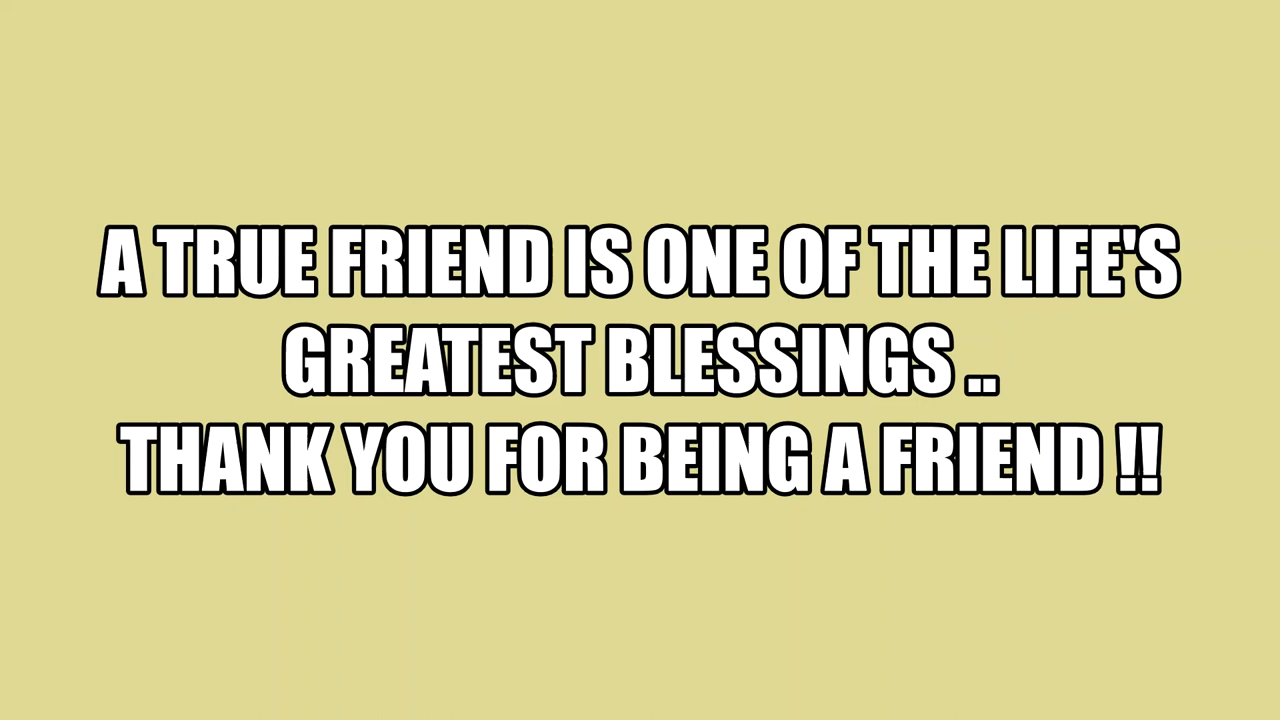 A TRUE FRIEND IS ONE OF THE LIFE'S
GREATEST BLESSINGS ..
THANK YOU FOR BEING A FRIEND !!